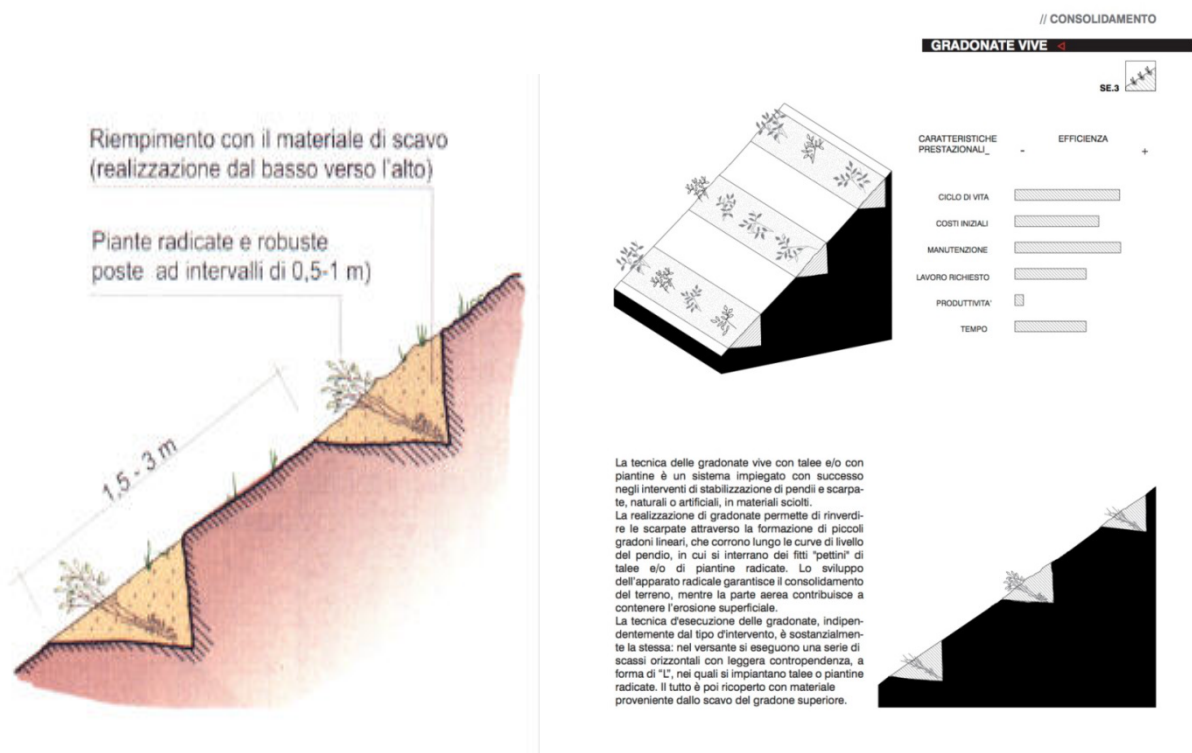 Riempimento con il materiale di scavo
(realizzazione dal basso verso l'alto)
Piante radicate e robuste
poste ad intervalli di 0,5-1 m)
1,5 - 3 m
// CONSOLIDAMENTO
GRADONATE VIVE
SE.3
CARATTERISTICHE
PRESTAZIONALI_
EFFICIENZA
- +
CICLO DI VITA
COSTI INIZIALI
MANUTENZIONE
LAVORO RICHIESTO
PRODUTTIVITA'
TEMPO
La tecnica delle gradonate vive con talee e/o con
piantine è un sistema impiegato con successo
negli interventi di stabilizzazione di pendii e scarpa-
te, naturali o artificiali, in materiali sciolti.
La realizzazione di gradonate permette di rinverdi-
re le scarpate attraverso la formazione di piccoli
gradoni lineari, che corrono lungo le curve di livello
del pendio, in cui si interrano dei fitti "pettini" di
talee e/o di piantine radicate. Lo sviluppo
dell'apparato radicale garantisce il consolidamento
del terreno, mentre la parte aerea contribuisce a
contenere l'erosione superficiale.
La tecnica d'esecuzione delle gradonate, indipen-
dentemente dal tipo d'intervento, è sostanzialmen-
te la stessa: nel versante si eseguono una serie di
scassi orizzontali con leggera contropendenza, a
forma di "L", nei quali si impiantano talee o piantine
radicate. Il tutto è poi ricoperto con materiale
proveniente dallo scavo del gradone superiore.